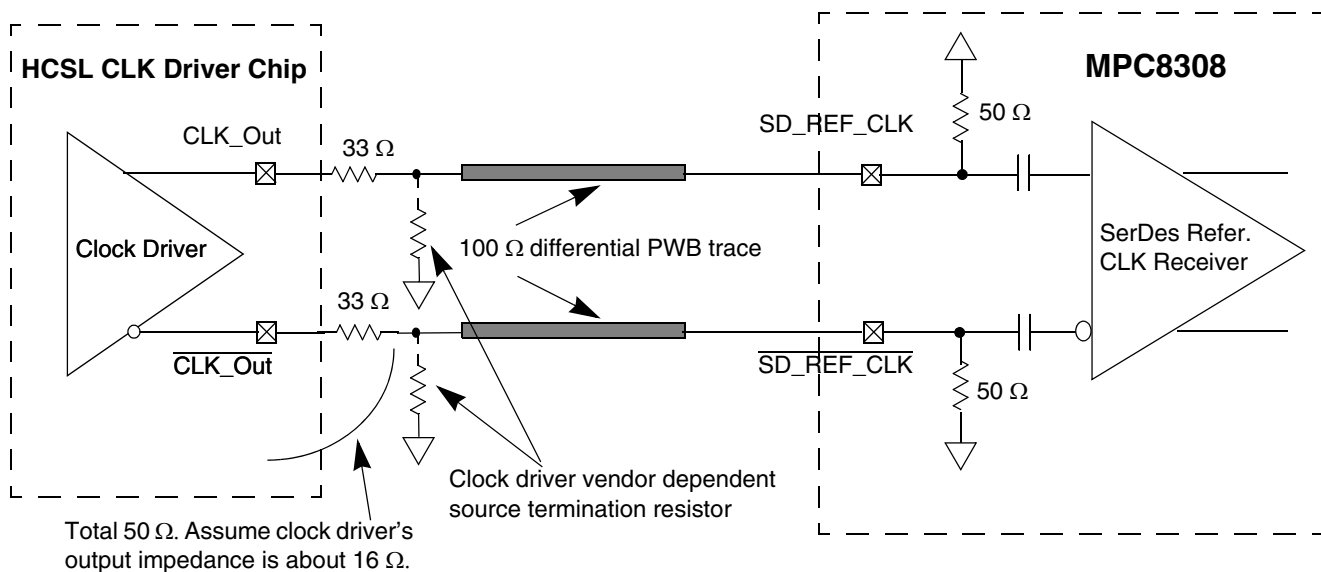 HCSL CLK Driver Chip
MPC8308
CLK_Out
33 Ω
SD_REF_CLK
50 Ω
Clock Driver
100 Ω differential PWB trace
SerDes Refer.
CLK Receiver
33 Ω
CLK_Out
SD_REF_CLK
50 Ω
Clock driver vendor dependent
source termination resistor
Total 50 Ω. Assume clock driver's
output impedance is about 16 Ω.